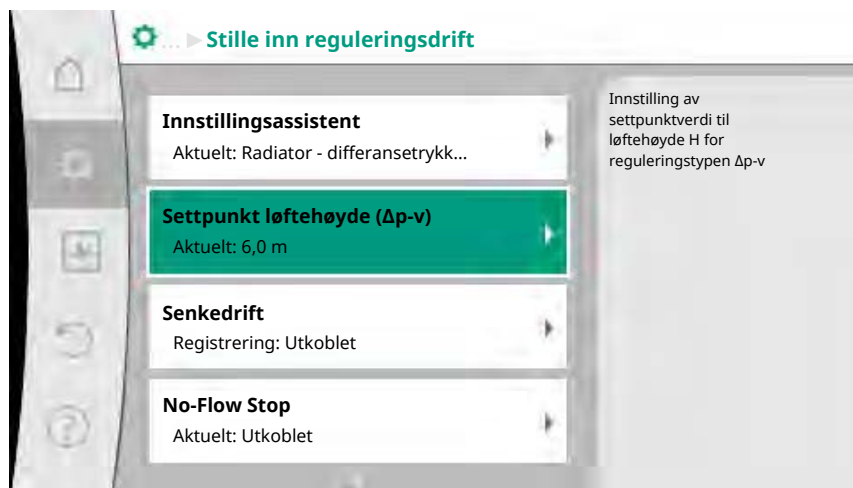 ... ▶ Stille inn reguleringsdrift
Innstillingsassistent
Aktuelt: Radiator - differansetrykk...
Settpunkt løftehøyde (Δp-v)
Aktuelt: 6,0 m
Senkedrift
Registrering: Utkoblet
No-Flow Stop
Aktuelt: Utkoblet
Innstilling av
settpunktverdi til
løftehøyde H for
reguleringstypen Δp-v